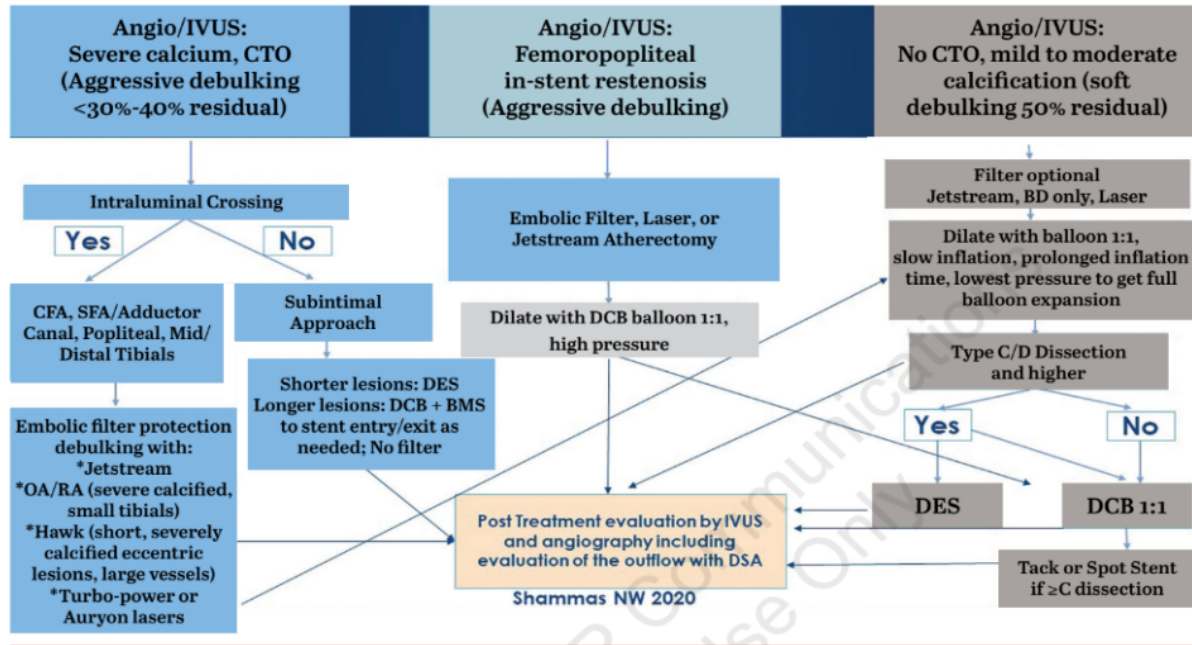 Angio/IVUS:
Severe calcium, CTO
(Aggressive debulking
<30%-40% residual)
Angio/IVUS:
Femoropopliteal
in-stent restenosis
(Aggressive debulking)
Angio/IVUS:
No CTO, mild to moderate
calcification (soft
debulking 50% residual)
Intraluminal Crossing
Yes
No
CFA, SFA/Adductor
Canal, Popliteal, Mid/
Distal Tibials
Subintimal
Approach
Embolic filter protection
debulking with:
*Jetstream
*OA/RA (severe calcified,
small tibials)
*Hawk (short, severely
calcified eccentric
lesions, large vessels)
*Turbo-power or
Auryon lasers
Shorter lesions: DES
Longer lesions: DCB + BMS
to stent entry/exit as
needed; No filter
Embolic Filter, Laser, or
Jetstream Atherectomy
Dilate with DCB balloon 1:1,
high pressure
Post Treatment evaluation by IVUS
and angiography including
evaluation of the outflow with DSA
Shammas NW 2020
Filter optional
Jetstream, BD only, Laser
Dilate with balloon 1:1,
slow inflation, prolonged inflation
time, lowest pressure to get full
balloon expansion
Type C/D Dissection
and higher
Yes
No
DES
DCB 1:1
Tack or Spot Stent
if ≥C dissection
Communications
Use Only